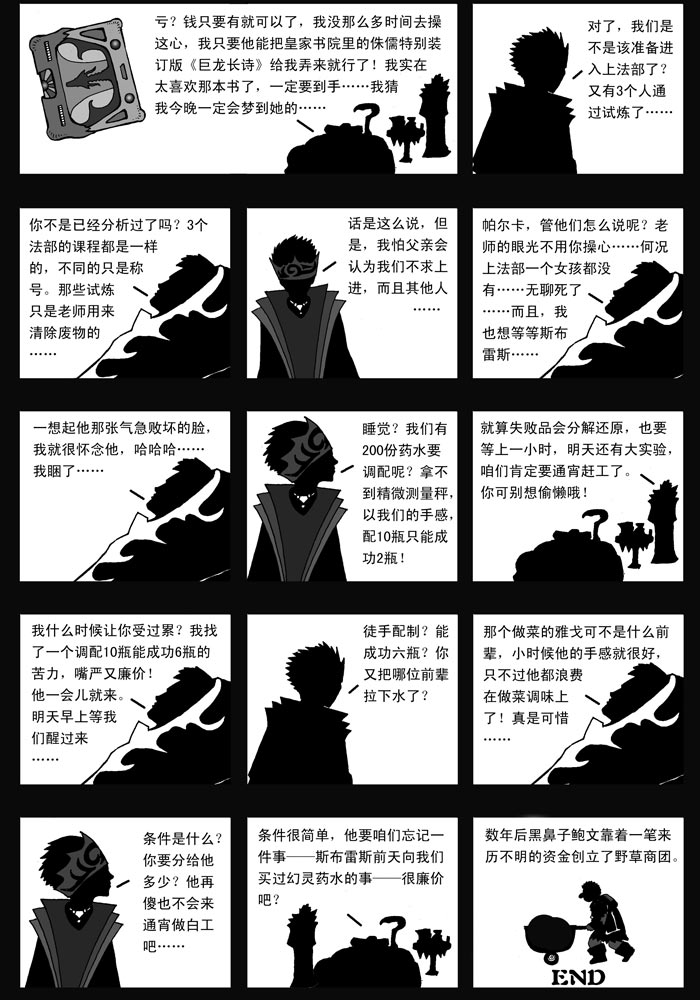 亏？钱只要有就可以了，我没那么多时间去操
这心，我只要他能把皇家书院里的侏儒特别装
订版《巨龙长诗》给我弄来就行了！我实在
太喜欢那本书了，一定要到手……我猜
我今晚一定会梦到她的……
对了，我们是
不是该准备进
入上法部了？
又有3个人通
过试炼了……
你不是已经分析过了吗？3个
法部的课程都是一样
的，不同的只是称
号。那些试炼
只是老师用来
清除废物的
……
话是这么说，但
是，我怕父亲会
认为我们不求上
进，而且其他人
……
帕尔卡，管他们怎么说呢？老
师的眼光不用你操心……何况
上法部一个女孩都没
有……无聊死了
……而且，我
也想等等斯布
雷斯……
一想起他那张气急败坏的脸，
我就很怀念他，哈哈哈……
我睏了……
睡觉？我们有
200份药水要
调配呢？拿不
到精微测量秤，
以我们的手感，
配10瓶只能成
功2瓶！
就算失败品会分解还原，也要
等上一小时，明天还有大实验，
咱们肯定要通宵赶工了。
你可别想偷懒哦！
我什么时候让你受过累？我找
了一个调配10瓶能成功6瓶的
苦力，嘴严又廉价！
他一会儿就来。
明天早上等我
们醒过来
……
徒手配制？能
成功六瓶？你
又把哪位前辈
拉下水了？
那个做菜的雅戈可不是什么前
辈，小时候他的手感就很好，
只不过他都浪费
在做菜调味上
了！真是可惜
……
条件是什么？
你要分给他
多少？他再
傻也不会来
通宵做白工
吧……
条件很简单，他要咱们忘记一
件事——斯布雷斯前天向我们
买过幻灵药水的事——很廉价
吧？
数年后黑鼻子鲍文靠着一笔来
历不明的资金创立了野草商团。
END